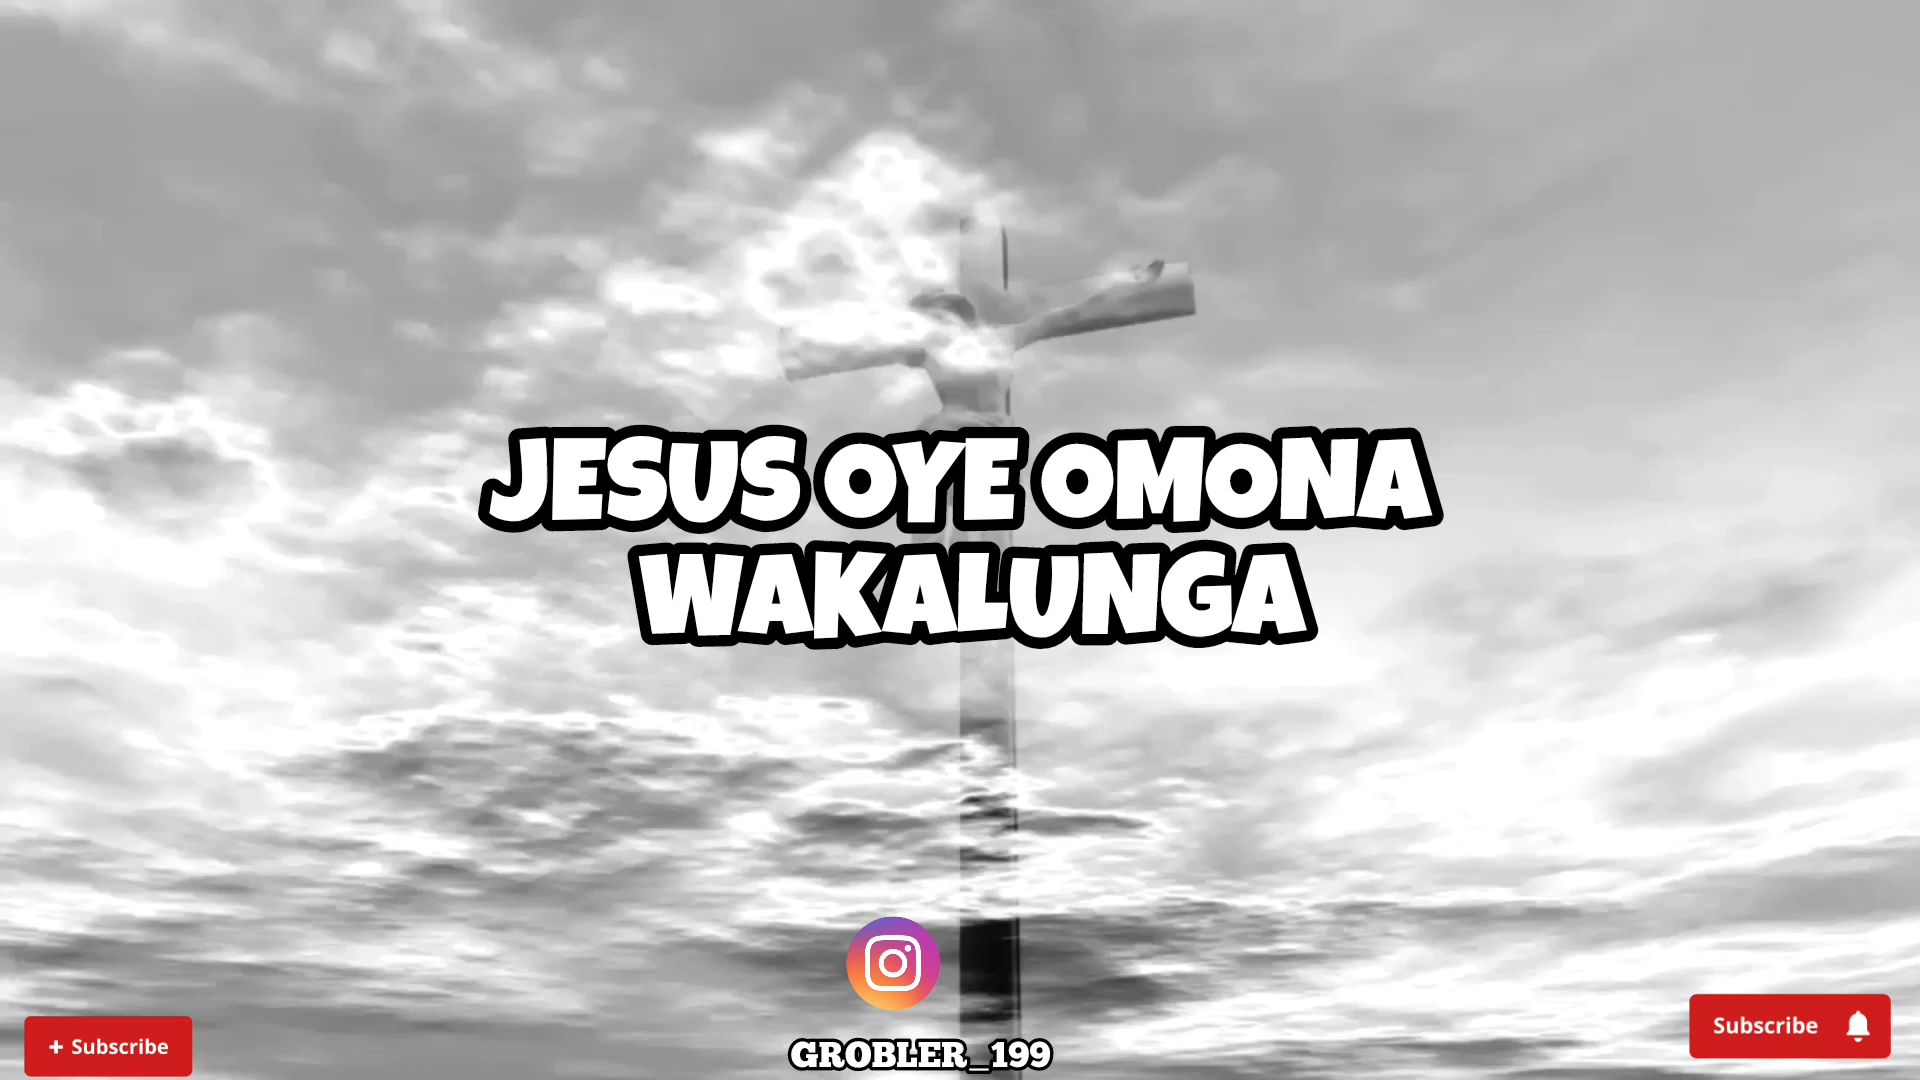 JESUS OYE OMONA
WAKALUNGA
+ Subscribe
GROBLER_199
Subscribe